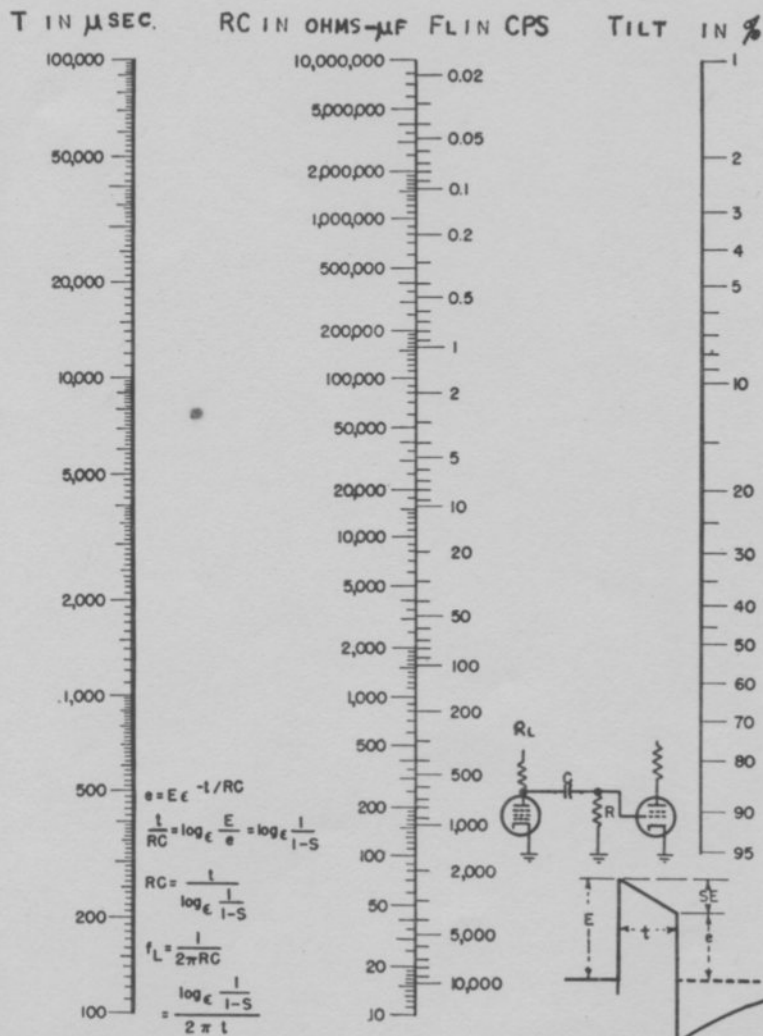 T IN µSEC. RC IN OHMS-µF FL IN CPS TILT IN %
100,000 10,000,000 1
0.02
5,000,000
50,000 0.05 2
2,000,000
0.1
1,000,000 3
0.2
4
500,000
20,000 5
0.5
200,000
1
10,000 100,000 10
2
50,000
5
5,000
20,000 20
10
10,000
20
30
5,000
2,000 40
50
2,000 50
100
60
1,000 1,000
200 70
RL
500 80
500
500
C
e = E ε -t/RC
200 R 90
t/RC = logε E/e = logε 1/1-S
1,000
100 95
2,000
RC = t / logε 1/1-S
SE
50
200 E
5,000 t e
fL = 1/2πRC
20
10,000
= logε 1/1-S / 2πt
100 10